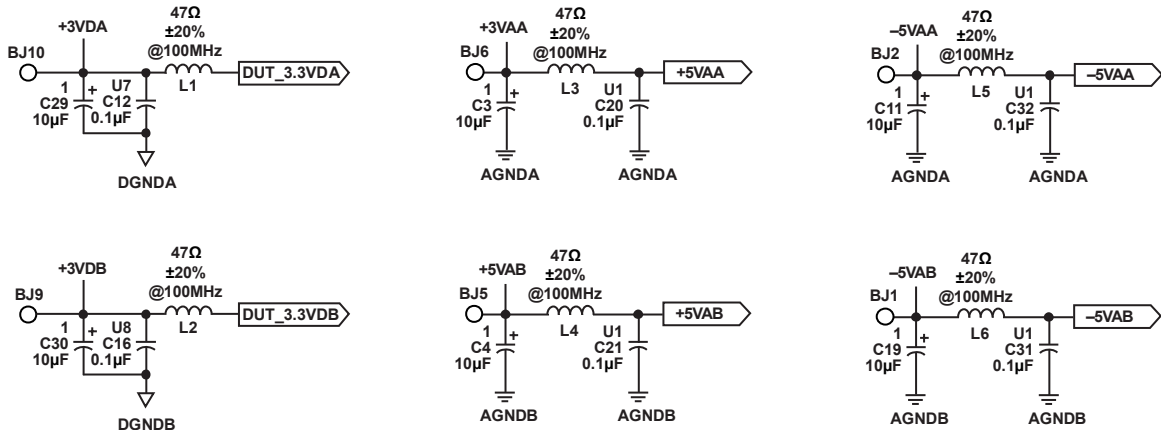 +3VDA
47Ω
±20%
@100MHz
BJ10
DUT_3.3VDA
L1
1
+
U7
C29
C12
10µF
0.1µF
DGNDA
+3VAA
47Ω
±20%
@100MHz
BJ6
+5VAA
L3
1
+
U1
C3
C20
10µF
0.1µF
AGNDA
AGNDA
–5VAA
47Ω
±20%
@100MHz
BJ2
–5VAA
L5
1
+
U1
C11
C32
10µF
0.1µF
AGNDA
AGNDA
+3VDB
47Ω
±20%
@100MHz
BJ9
DUT_3.3VDB
L2
1
+
U8
C30
C16
10µF
0.1µF
DGNDB
+5VAB
47Ω
±20%
@100MHz
BJ5
+5VAB
L4
1
+
U1
C4
C21
10µF
0.1µF
AGNDB
AGNDB
–5VAB
47Ω
±20%
@100MHz
BJ1
–5VAB
L6
1
+
U1
C19
C31
10µF
0.1µF
AGNDB
AGNDB